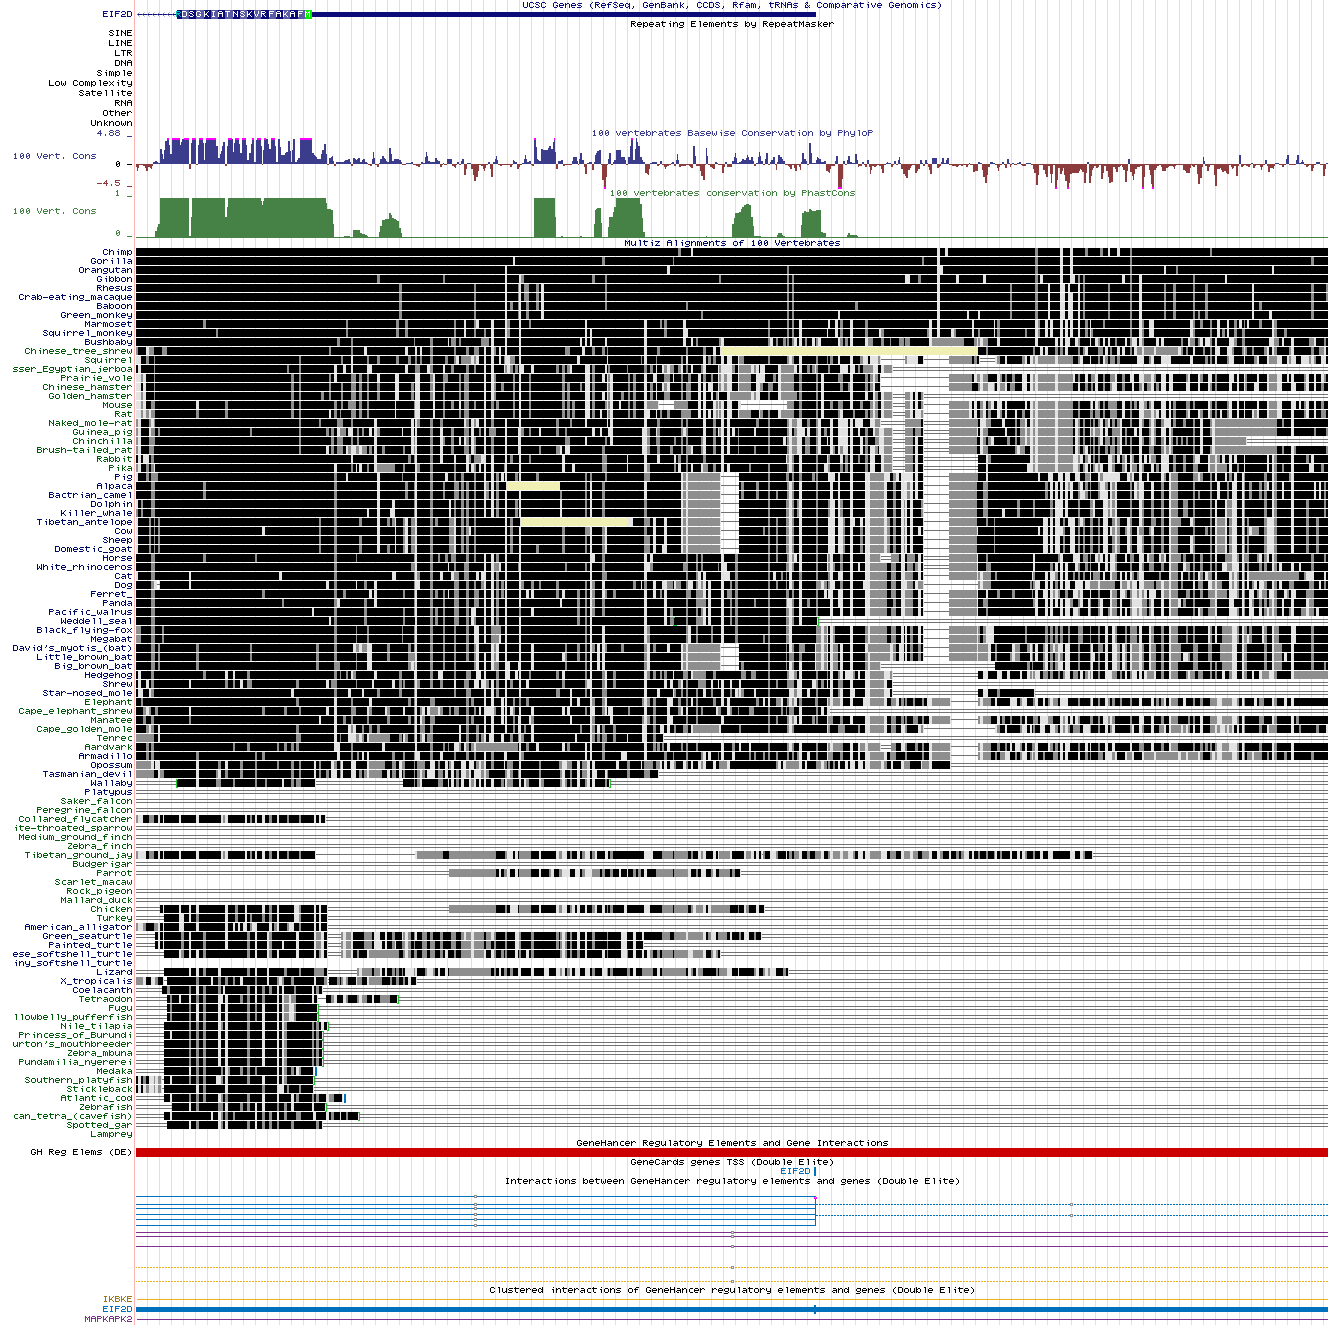 UCSC Genes (RefSeq, GenBank, CCDS, Rfam, tRNAs & Comparative Genomics)
EIF2D
DSGKIATNSKVRFAKAFM
Repeating Elements by RepeatMasker
SINE
LINE
LTR
DNA
Simple
Low Complexity
Satellite
RNA
Other
Unknown
4.88 _
100 vertebrates Basewise Conservation by PhyloP
100 Vert. Cons
0 _
-4.5 _
100 vertebrates conservation by PhastCons
1 _
100 Vert. Cons
0 _
Multiz Alignments of 100 Vertebrates
Chimp
Gorilla
Orangutan
Gibbon
Rhesus
Crab-eating_macaque
Baboon
Green_monkey
Marmoset
Squirrel_monkey
Bushbaby
Chinese_tree_shrew
Squirrel
sser_Egyptian_jerboa
Prairie_vole
Chinese_hamster
Golden_hamster
Mouse
Rat
Naked_mole-rat
Guinea_pig
Chinchilla
Brush-tailed_rat
Rabbit
Pika
Pig
Alpaca
Bactrian_camel
Dolphin
Killer_whale
Tibetan_antelope
Cow
Sheep
Domestic_goat
Horse
White_rhinoceros
Cat
Dog
Ferret_
Panda
Pacific_walrus
Weddell_seal
Black_flying-fox
Megabat
David's_myotis_(bat)
Little_brown_bat
Big_brown_bat
Hedgehog
Shrew
Star-nosed_mole
Elephant
Cape_elephant_shrew
Manatee
Cape_golden_mole
Tenrec
Aardvark
Armadillo
Opossum
Tasmanian_devil
Wallaby
Platypus
Saker_falcon
Peregrine_falcon
Collared_flycatcher
ite-throated_sparrow
Medium_ground_finch
Zebra_finch
Tibetan_ground_jay
Budgerigar
Parrot
Scarlet_macaw
Rock_pigeon
Mallard_duck
Chicken
Turkey
American_alligator
Green_seaturtle
Painted_turtle
ese_softshell_turtle
iny_softshell_turtle
Lizard
X_tropicalis
Coelacanth
Tetraodon
Fugu
llowbelly_pufferfish
Nile_tilapia
Princess_of_Burundi
urton's_mouthbreeder
Zebra_mbuna
Pundamilia_nyererei
Medaka
Southern_platyfish
Stickleback
Atlantic_cod
Zebrafish
can_tetra_(cavefish)
Spotted_gar
Lamprey
GeneHancer Regulatory Elements and Gene Interactions
GH Reg Elems (DE)
GeneCards genes TSS (Double Elite)
EIF2D
Interactions between GeneHancer regulatory elements and genes (Double Elite)
Clustered interactions of GeneHancer regulatory elements and genes (Double Elite)
IKBKE
EIF2D
MAPKAPK2